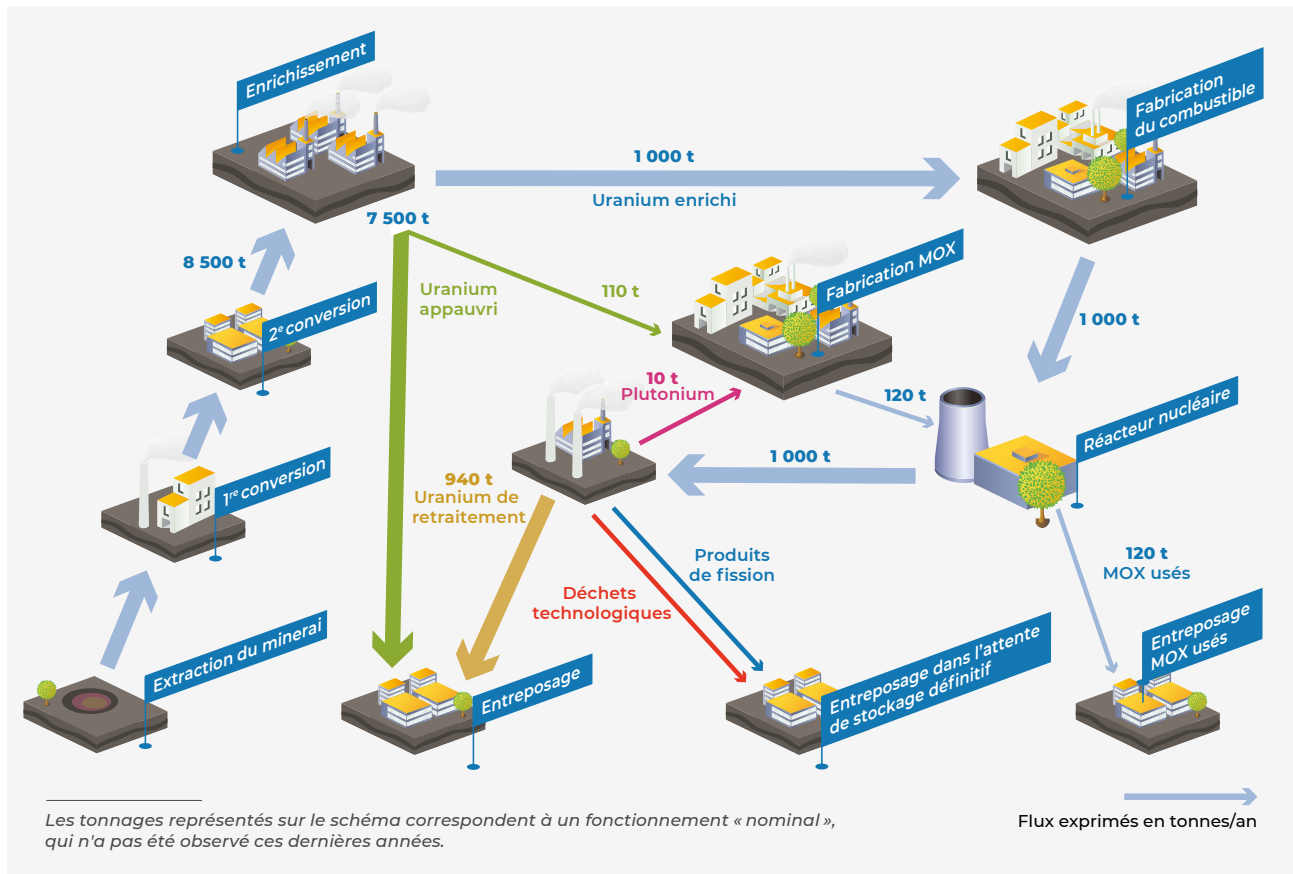 Enrichissement
Fabrication
du combustible
1 000 t
Uranium enrichi
7 500 t
8 500 t
Uranium
appauvri
110 t
Fabrication MOX
2e conversion
1 000 t
10 t
Plutonium
120 t
Réacteur nucléaire
1 000 t
1re conversion
940 t
Uranium de
retraitement
Produits
de fission
120 t
MOX usés
Déchets
technologiques
Extraction du minerai
Entreposage
Entreposage dans l'attente
de stockage définitif
Entreposage
MOX usés
Les tonnages représentés sur le schéma correspondent à un fonctionnement « nominal »,
qui n'a pas été observé ces dernières années.
Flux exprimés en tonnes/an